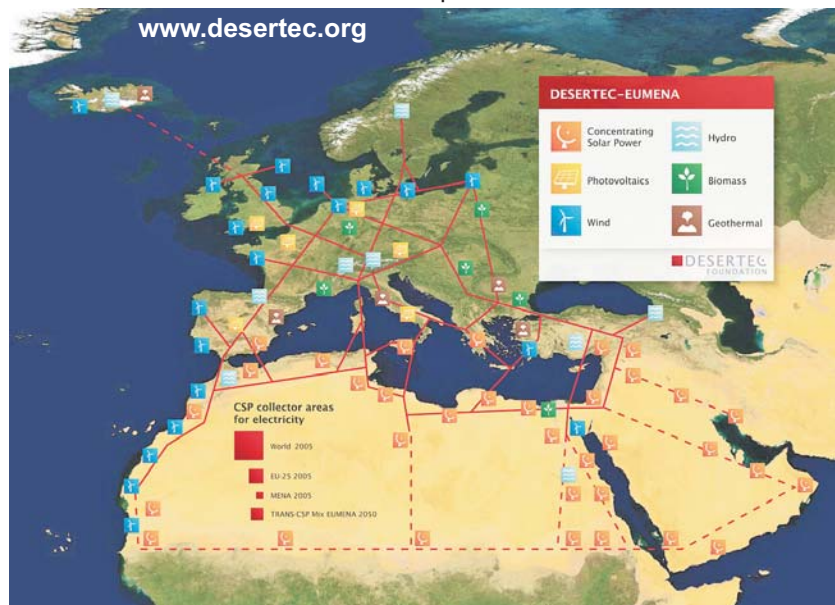 www.desertec.org
DESERTEC–EUMENA
Concentrating
Solar Power
Hydro
Photovoltaics
Biomass
Wind
Geothermal
DESERTEC
FOUNDATION
CSP collector areas
for electricity
World 2005
EU-25 2005
MENA 2005
TRANS-CSP Mix EUMENA 2050